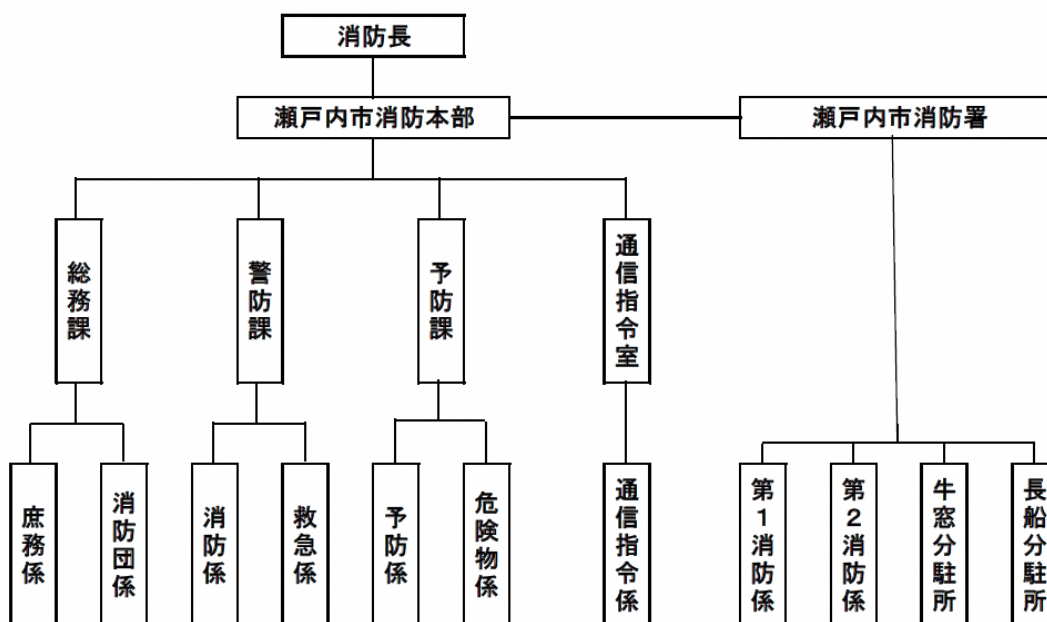 消防長
瀬戸内市消防本部
瀬戸内市消防署
総務課
警防課
予防課
通信指令室
庶務係
消防団係
消防係
救急係
予防係
危険物係
通信指令係
第1消防係
第2消防係
牛窓分駐所
長船分駐所